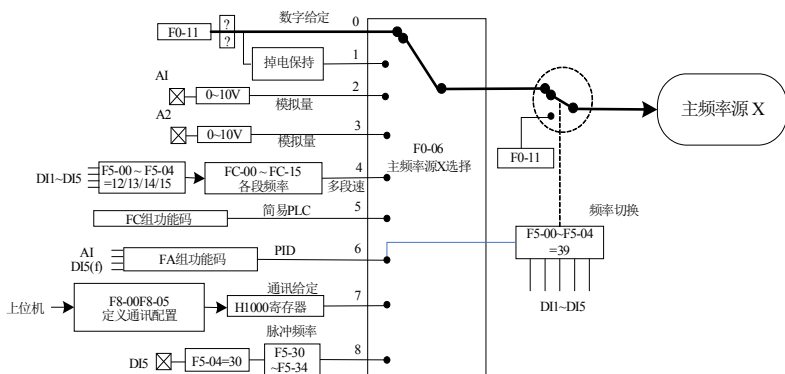 数字给定
0
F0-11
?
?
掉电保持
1
AI
0~10V
模拟量
2
A2
0~10V
模拟量
3
F0-06
主频率源X选择
主频率源 X
F0-11
DI1~DI5
F5-00 ~ F5-04
=12/13/14/15
FC-00 ~ FC-15
各段频率
多段速
4
FC组功能码
简易PLC
5
频率切换
F5-00~F5-04
=39
DI1~DI5
AI
DI5(f)
FA组功能码
PID
6
上位机
F8-00F8-05
定义通讯配置
通讯给定
H1000寄存器
7
脉冲频率
DI5
F5-04=30
F5-30
~F5-34
8